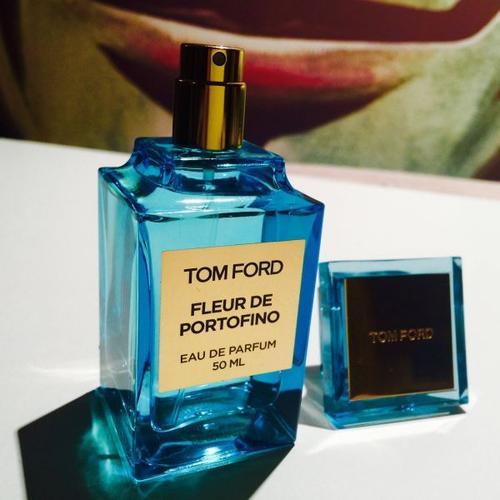 TOM FORD
FLEUR DE
PORTOFINO
EAU DE PARFUM
50 ML
TOM FORD